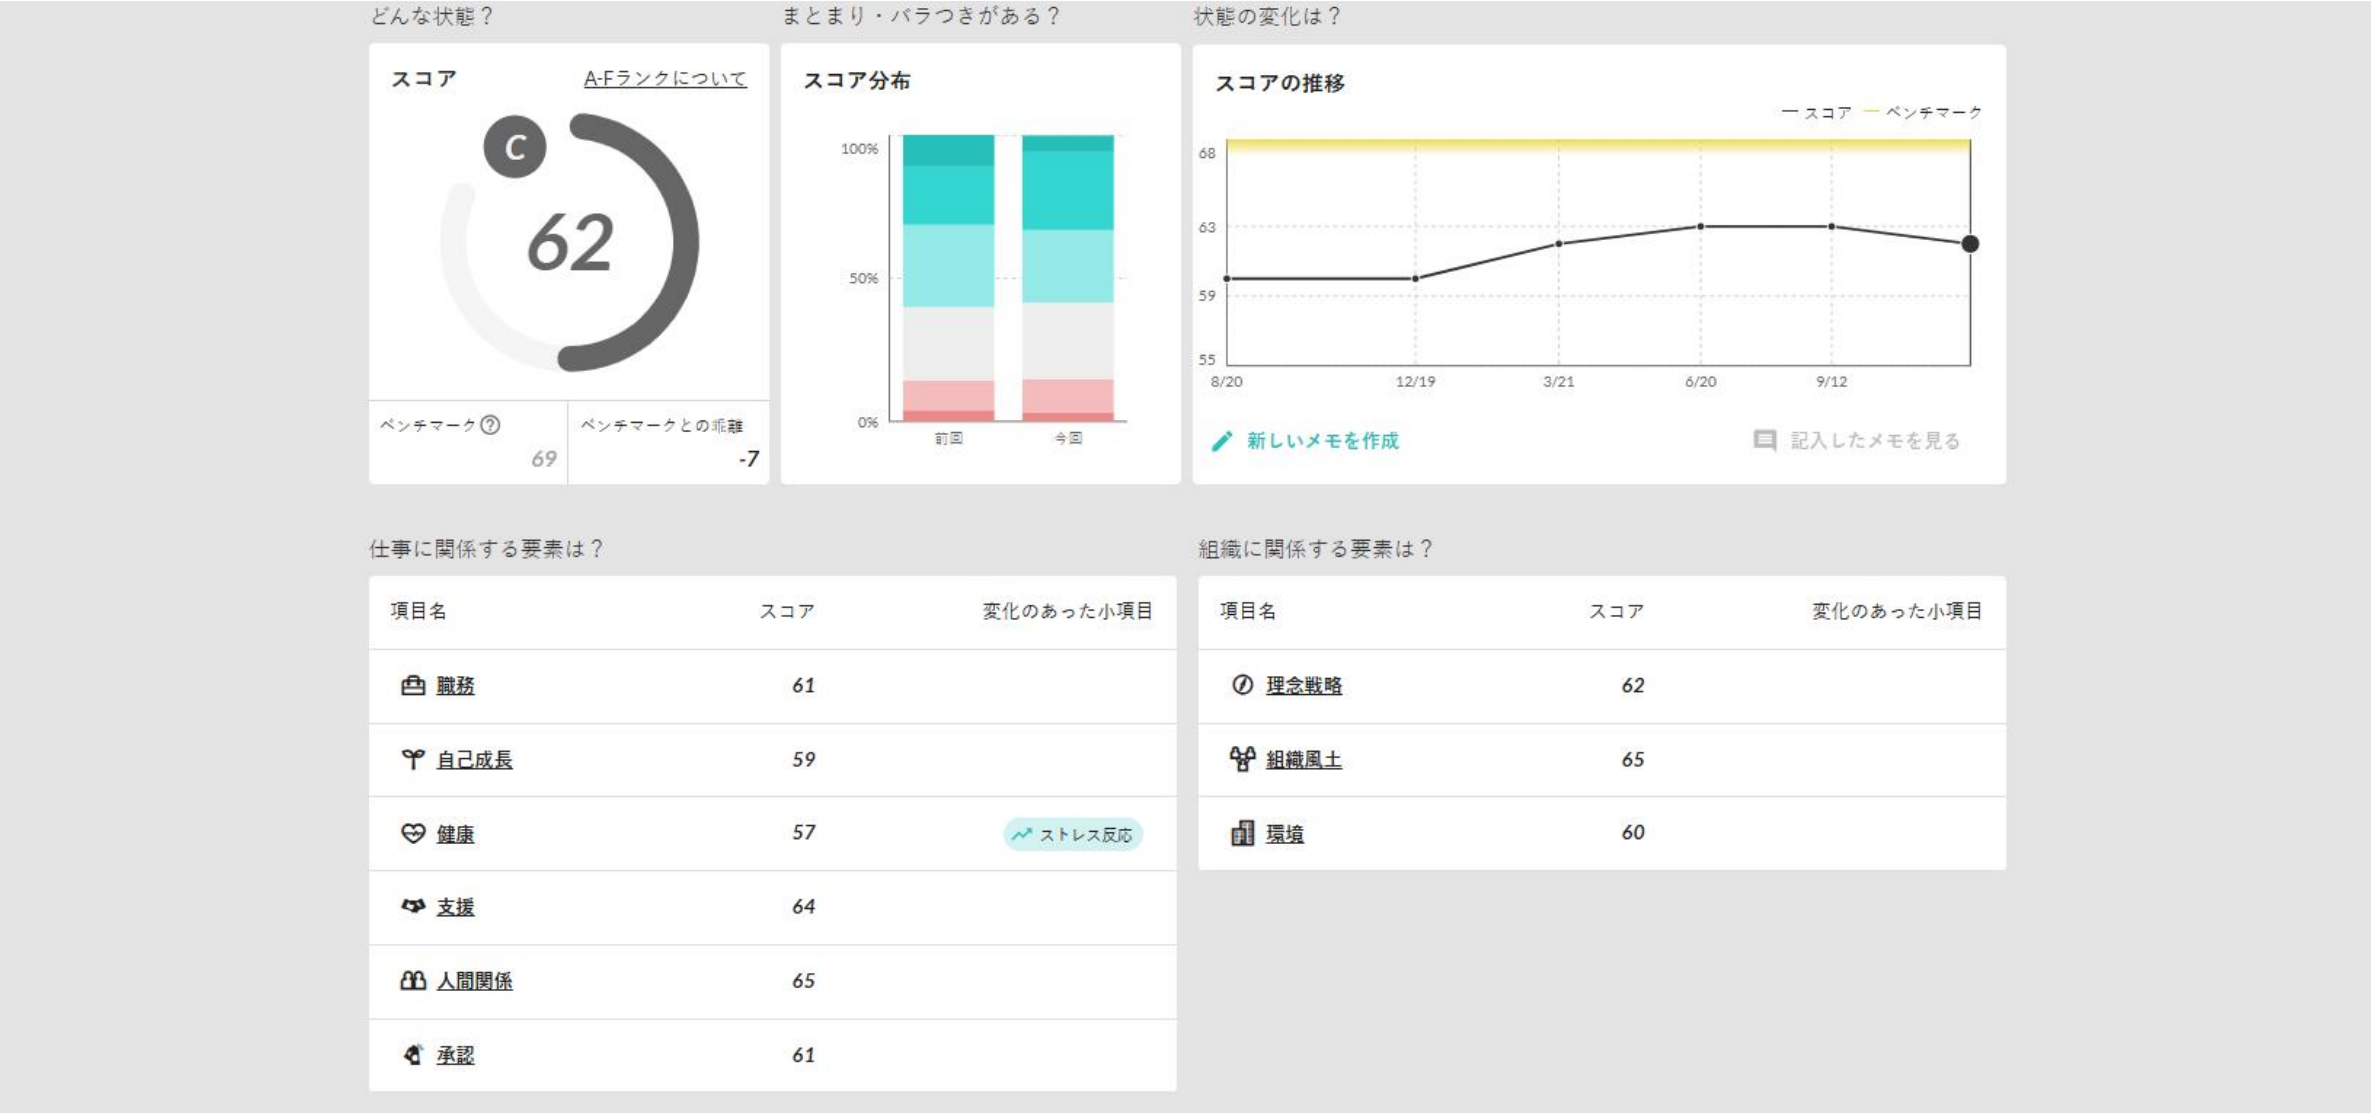 どんな状態？
まとまり・バラつきがある？
状態の変化は？
スコア
A-Fランクについて
C
62
ベンチマーク?
69
ベンチマークとの乖離
-7
スコア分布
100%
50%
0%
前回
今回
スコアの推移
スコア ベンチマーク
68
63
59
55
8/20
12/19
3/21
6/20
9/12
新しいメモを作成
記入したメモを見る
仕事に関係する要素は？
項目名 スコア 変化のあった小項目
職務 61
自己成長 59
健康 57 ストレス反応
支援 64
人間関係 65
承認 61
組織に関係する要素は？
項目名 スコア 変化のあった小項目
理念戦略 62
組織風土 65
環境 60